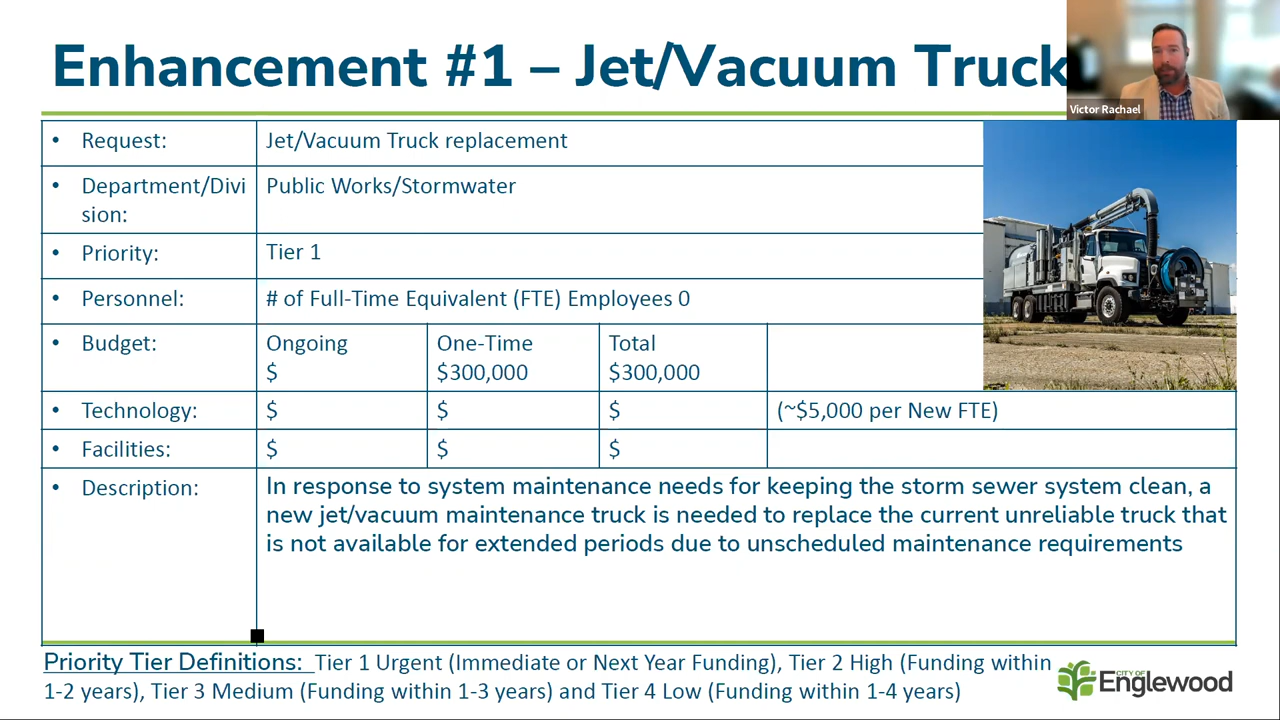 Enhancement #1 – Jet/Vacuum Truck
Victor Rachael
• Request: Jet/Vacuum Truck replacement
• Department/Divi Public Works/Stormwater
sion:
• Priority: Tier 1
• Personnel: # of Full-Time Equivalent (FTE) Employees 0
• Budget: Ongoing One-Time Total
$ $300,000 $300,000
• Technology: $ $ $ (~$5,000 per New FTE)
• Facilities: $ $ $
• Description: In response to system maintenance needs for keeping the storm sewer system clean, a
new jet/vacuum maintenance truck is needed to replace the current unreliable truck that
is not available for extended periods due to unscheduled maintenance requirements
Priority Tier Definitions: Tier 1 Urgent (Immediate or Next Year Funding), Tier 2 High (Funding within
1-2 years), Tier 3 Medium (Funding within 1-3 years) and Tier 4 Low (Funding within 1-4 years)
CITY OF
Englewood